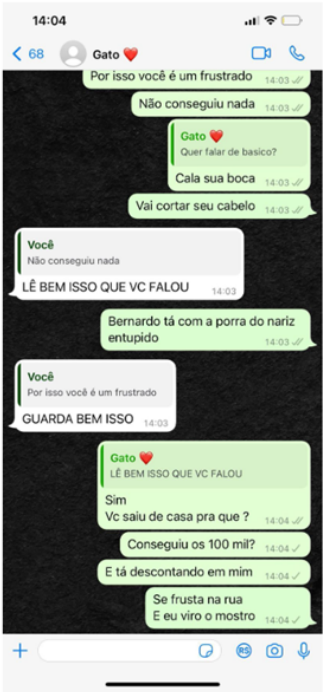 14:04
68 Gato ❤️
Por isso você é um frustrado 14:03
Não conseguiu nada 14:03
Gato ❤️
Quer falar de basico?
Cala sua boca 14:03
Vai cortar seu cabelo 14:03
Você
Não conseguiu nada
LÊ BEM ISSO QUE VC FALOU 14:03
Bernardo tá com a porra do nariz
entupido 14:03
Você
Por isso você é um frustrado
GUARDA BEM ISSO 14:03
Gato ❤️
LÊ BEM ISSO QUE VC FALOU
Sim
Vc saiu de casa pra que ? 14:04
Conseguiu os 100 mil? 14:04
E tá descontando em mim 14:04
Se frusta na rua
E eu viro o mostro 14:04
RS